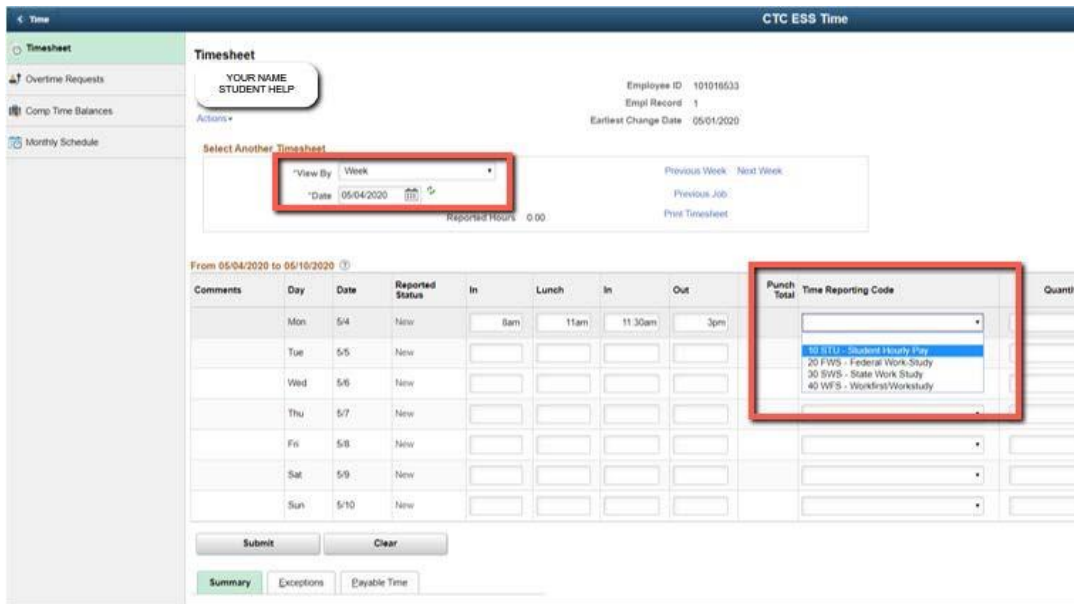 Time
CTC ESS Time
Timesheet
Overtime Requests
Comp Time Balances
Monthly Schedule
Timesheet
YOUR NAME
STUDENT HELP
Actions
Employee ID 101016533
Empl Record 1
Earliest Change Date 05/01/2020
Select Another Timesheet
*View By Week
Previous Week Next Week
*Date 05/04/2020
Previous Job
Reported Hours 0.00
Print Timesheet
From 05/04/2020 to 05/10/2020
Comments Day Date Reported Status In Lunch In Out Punch Total Time Reporting Code Quanti
Mon 5/4 New 8am 11am 11:30am 3pm
10 STU - Student Hourly Pay
20 FWS - Federal Work-Study
30 SWS - State Work Study
40 WFS - Workfirst/Workstudy
Tue 5/5 New
Wed 5/6 New
Thu 5/7 New
Fri 5/8 New
Sat 5/9 New
Sun 5/10 New
Submit Clear
Summary Exceptions Payable Time